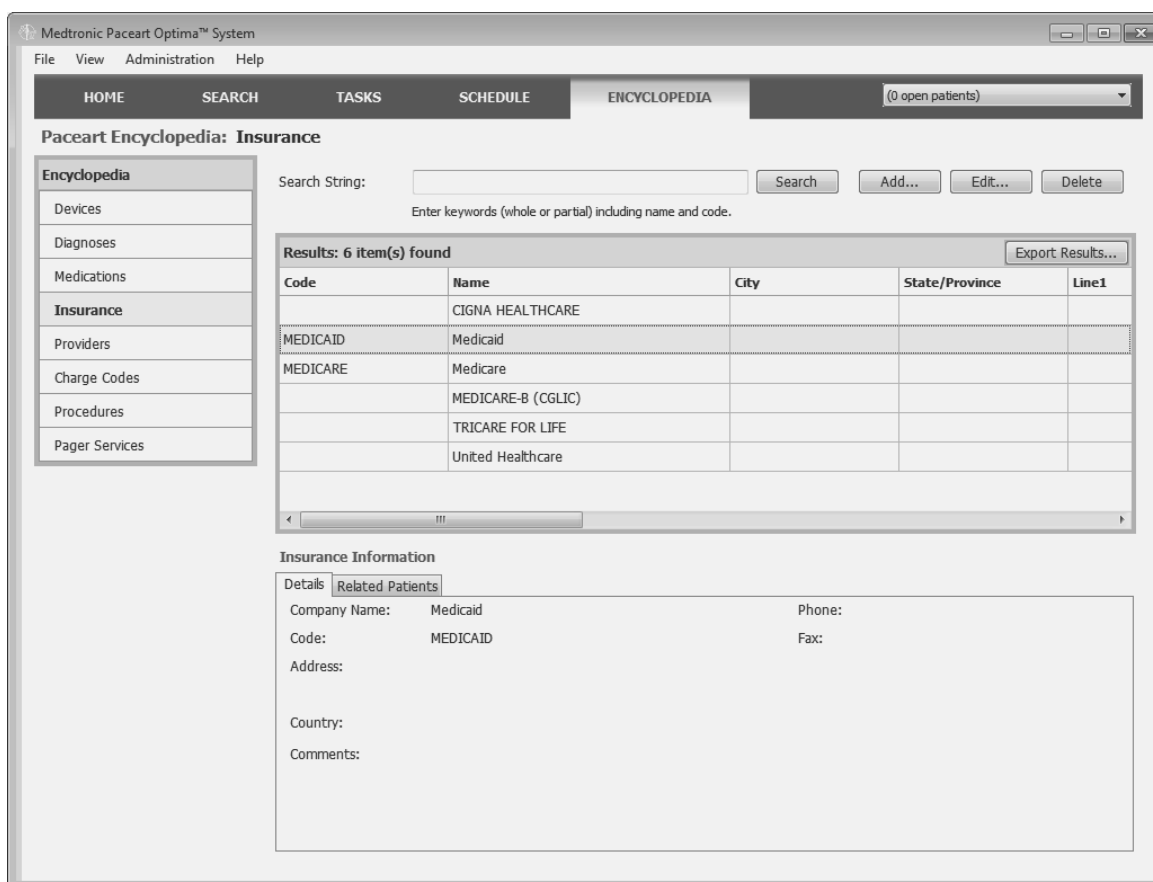 Medtronic Paceart Optima™ System
File View Administration Help
HOME SEARCH TASKS SCHEDULE ENCYCLOPEDIA (0 open patients)
Paceart Encyclopedia: Insurance
Encyclopedia
Devices
Diagnoses
Medications
Insurance
Providers
Charge Codes
Procedures
Pager Services
Search String: Search Add... Edit... Delete
Enter keywords (whole or partial) including name and code.
Results: 6 item(s) found Export Results...
Code Name City State/Province Line1
CIGNA HEALTHCARE
MEDICAID Medicaid
MEDICARE Medicare
MEDICARE-B (CGLIC)
TRICARE FOR LIFE
United Healthcare
Insurance Information
Details Related Patients
Company Name: Medicaid Phone:
Code: MEDICAID Fax:
Address:
Country:
Comments: